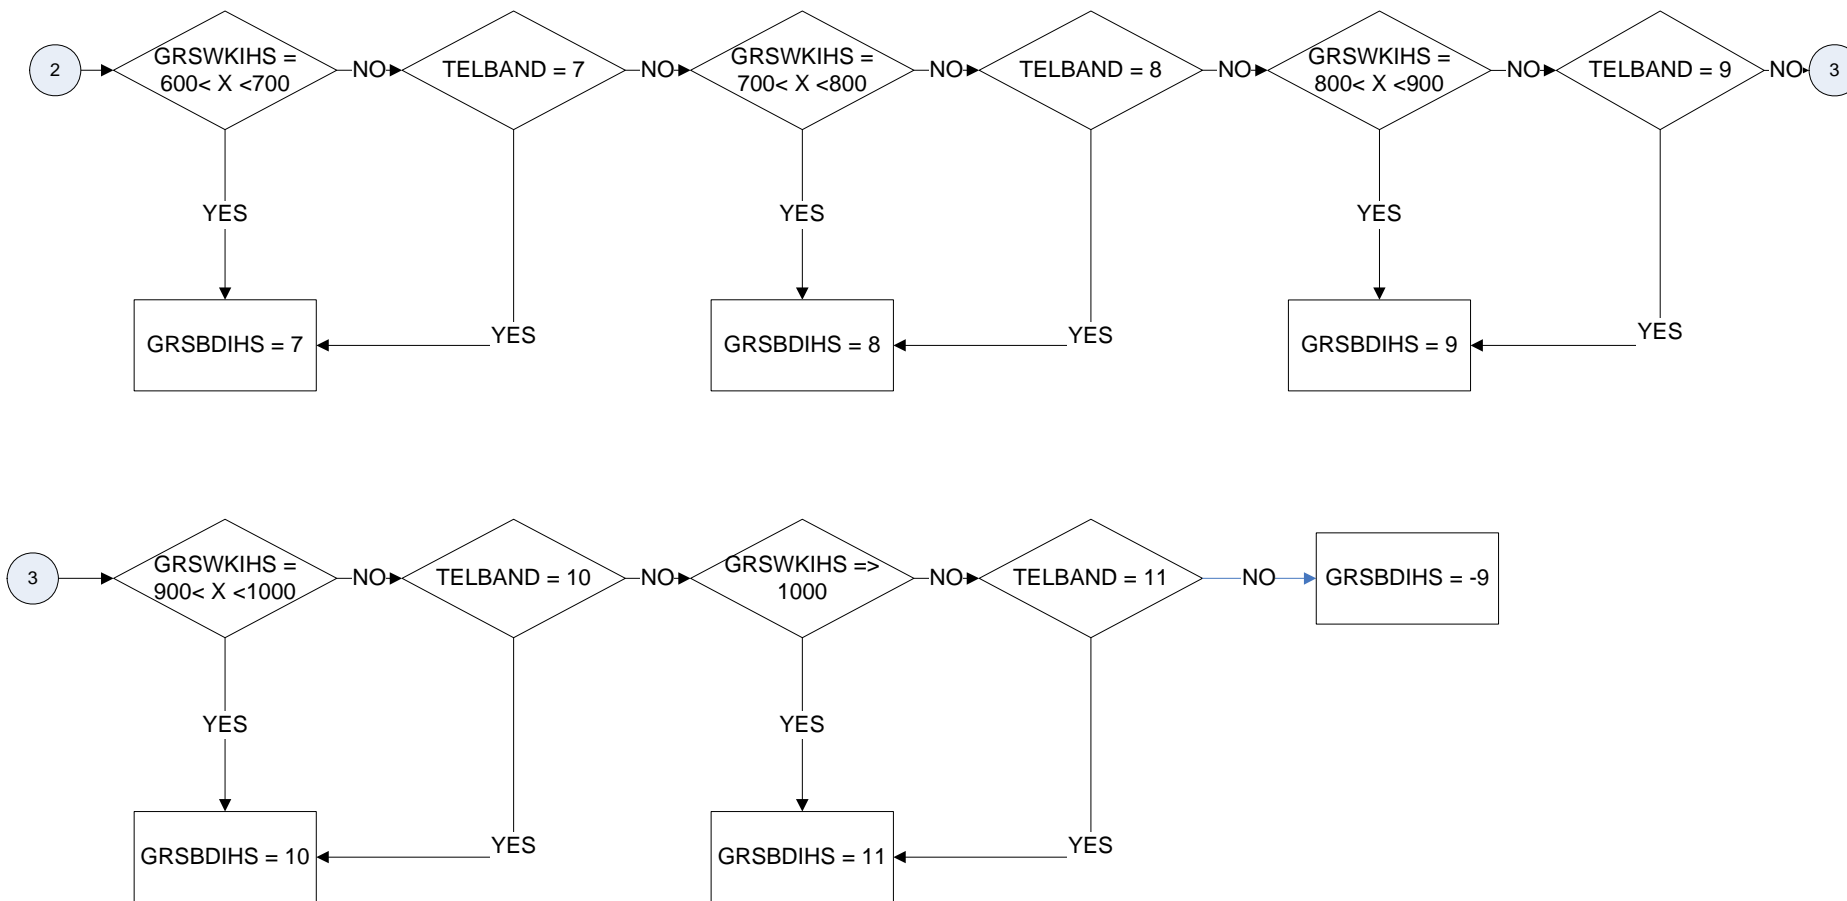 2
GRSWKIHS =
600< X <700
NO
TELBAND = 7
NO
GRSWKIHS =
700< X <800
NO
TELBAND = 8
NO
GRSWKIHS =
800< X <900
NO
TELBAND = 9
NO
3
YES
YES
YES
GRSBDIHS = 7
YES
GRSBDIHS = 8
YES
GRSBDIHS = 9
YES
3
GRSWKIHS =
900< X <1000
NO
TELBAND = 10
NO
GRSWKIHS =>
1000
NO
TELBAND = 11
NO
GRSBDIHS = -9
YES
YES
GRSBDIHS = 10
YES
GRSBDIHS = 11
YES